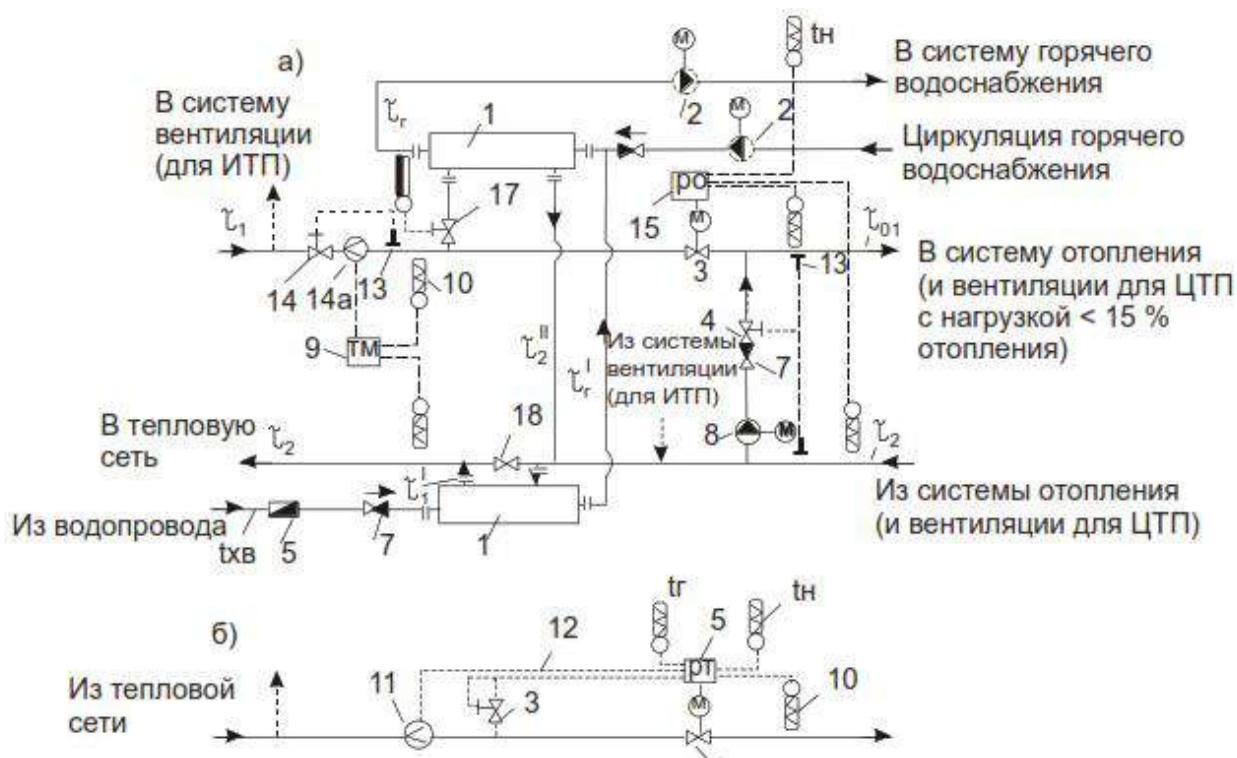 а)
M
tн
В систему горячего
водоснабжения
В систему
вентиляции
(для ИТП)
τг
1
2
M
2
Циркуляция горячего
водоснабжения
17
РО
15
M
τ1
τ01
14
14а
13
10
3
13
В систему отопления
(и вентиляции для ЦТП
с нагрузкой < 15 %
отопления)
9
ТМ
τ2II
τгI
4
Из системы
вентиляции
(для ИТП)
7
В тепловую
сеть
τ2
18
8
M
τ2
τ1I
Из водопровода
tхв
5
7
1
Из системы отопления
(и вентиляции для ЦТП)
б)
tг
tн
12
5
РТ
Из тепловой
сети
11
3
M
10